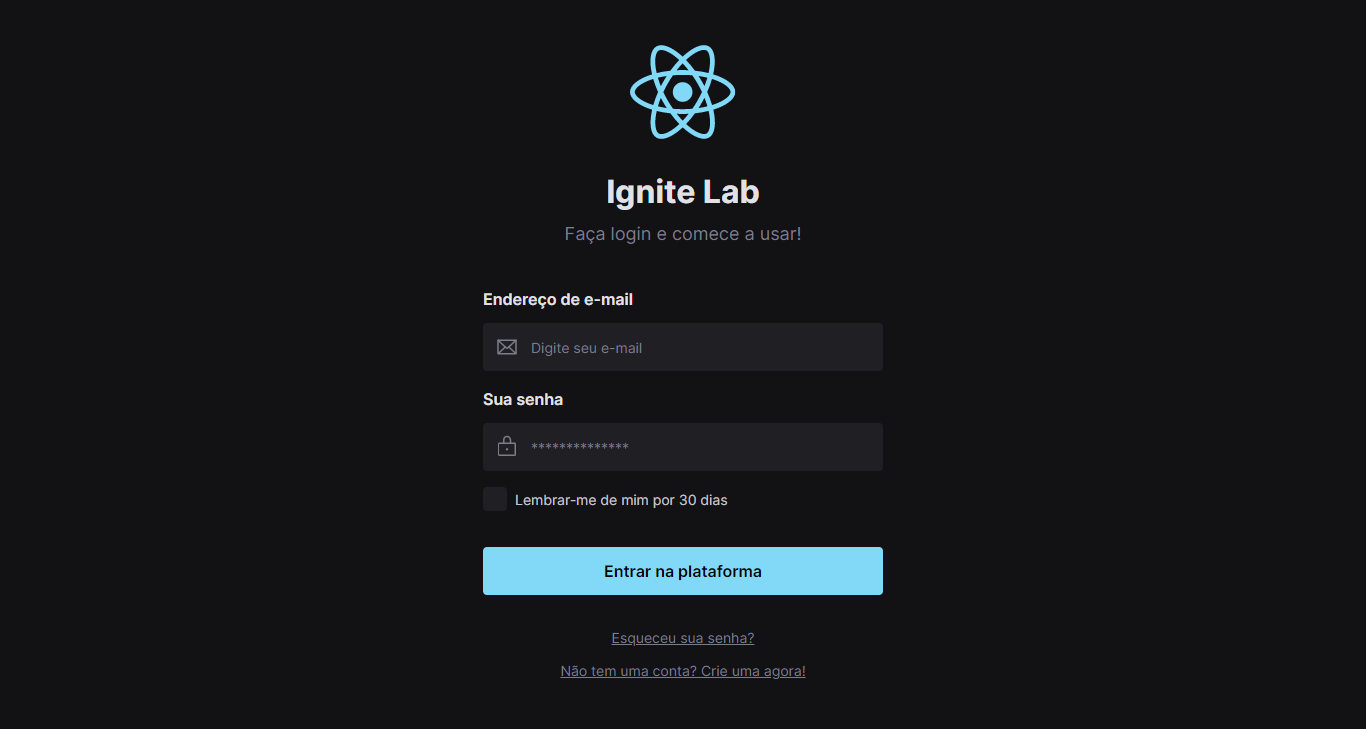 Ignite Lab
Faça login e comece a usar!
Endereço de e-mail
Digite seu e-mail
Sua senha
**************
Lembrar-me de mim por 30 dias
Entrar na plataforma
Esqueceu sua senha?
Não tem uma conta? Crie uma agora!